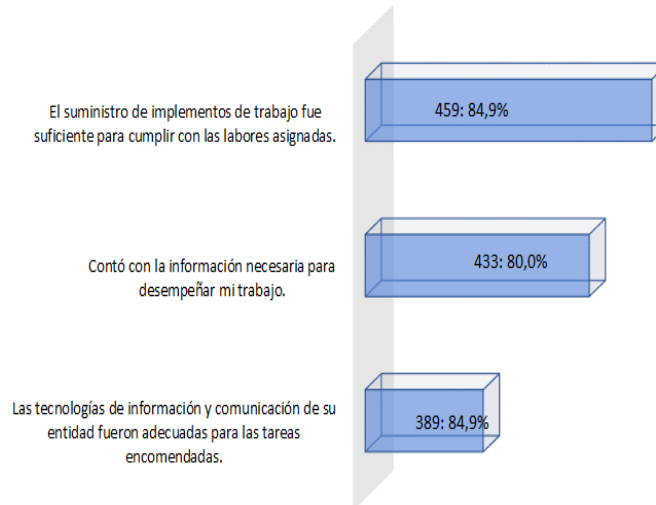 El suministro de implementos de trabajo fue
suficiente para cumplir con las labores asignadas.
459: 84,9%
Contó con la información necesaria para
desempeñar mi trabajo.
433: 80,0%
Las tecnologías de información y comunicación de su
entidad fueron adecuadas para las tareas
encomendadas.
389: 84,9%